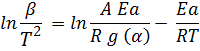 ln β/T² = ln A Ea/R g (α) − Ea/RT